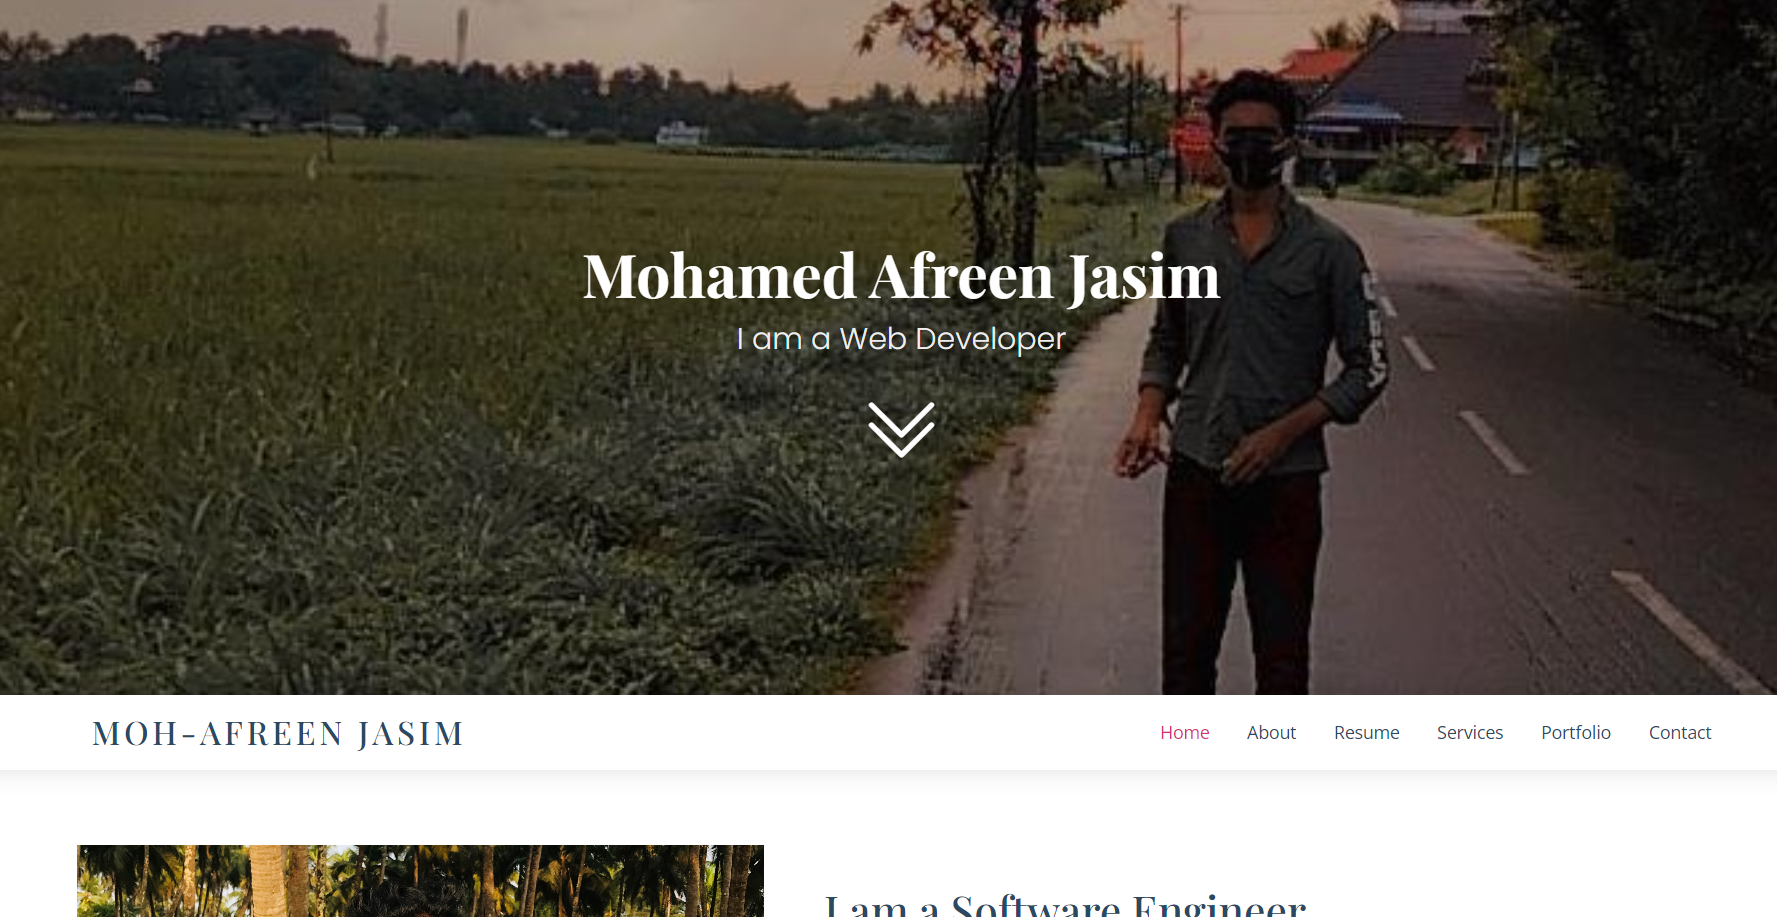 Mohamed Afreen Jasim
I am a Web Developer
MOH-AFREEN JASIM
Home About Resume Services Portfolio Contact
I am a Software Engineer